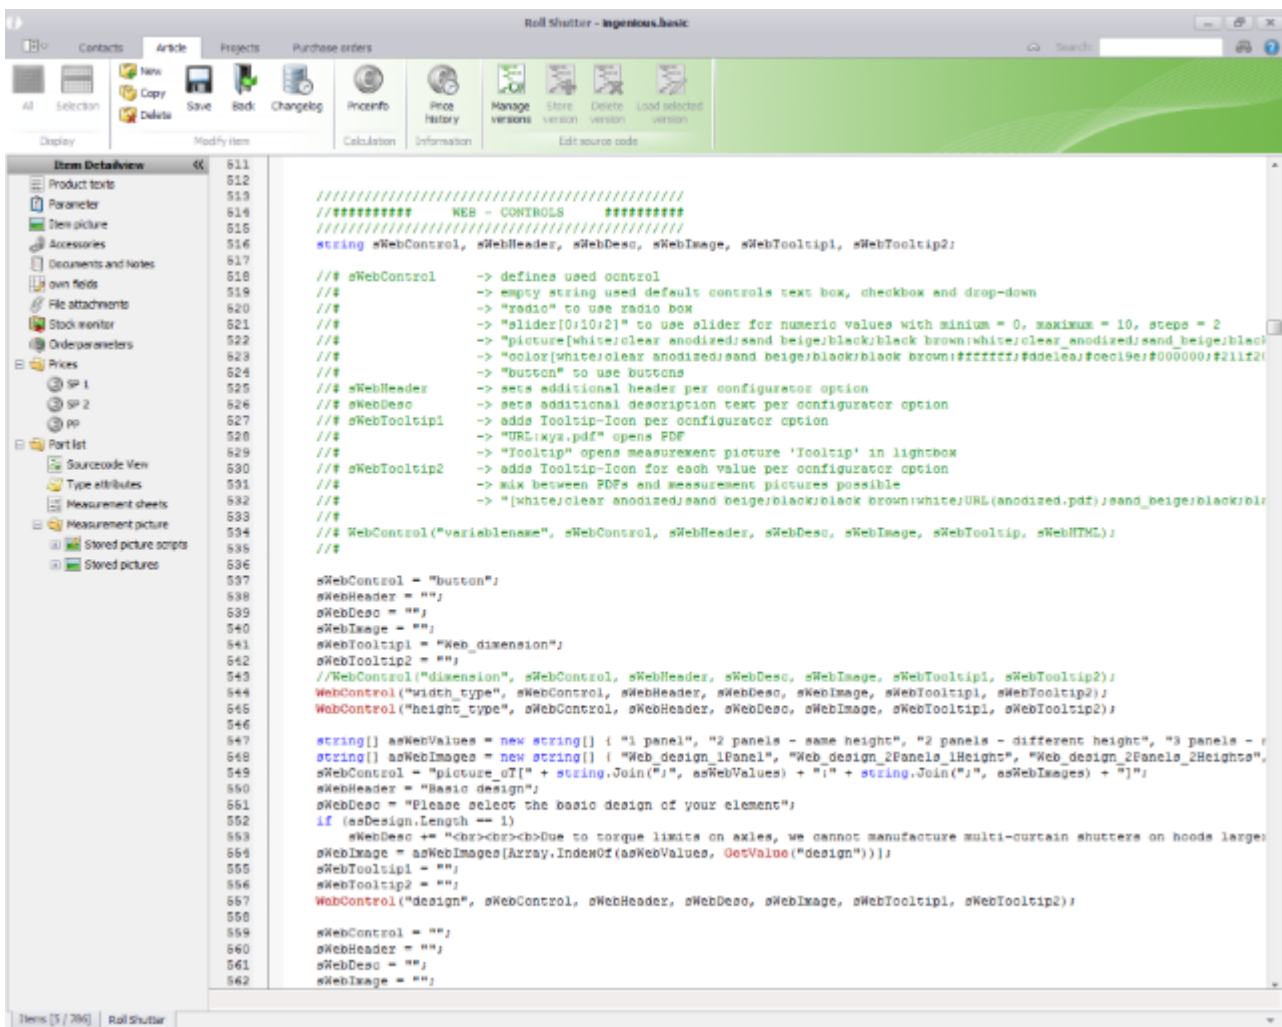 Roll Shutter - ingenious.basic
Contacts Article Projects Purchase orders Search:
All Selection New Copy Delete Save Back Changelog Priceinfo Price history Manage versions Store version Delete version Load selected version
Display Modify item Calculation Information Edit source code
Item Detailview «
Product texts
Parameter
Item picture
Accessories
Documents and Notes
own fields
File attachments
Stock monitor
Orderparameters
Prices
SP 1
SP 2
PP
Part list
Sourcecode View
Type attributes
Measurement sheets
Measurement picture
Stored picture scripts
Stored pictures
511
512
513 //////////////////////////////////////////////
514 //########## WEB - CONTROLS ##########
515 //////////////////////////////////////////////
516 string sWebControl, sWebHeader, sWebDesc, sWebImage, sWebTooltip1, sWebTooltip2;
517
518 //# sWebControl -> defines used control
519 //# -> empty string used default controls text box, checkbox and drop-down
520 //# -> "radio" to use radio box
521 //# -> "slider[0;10;2]" to use slider for numeric values with minium = 0, maximum = 10, steps = 2
522 //# -> "picture[white;clear anodized;sand beige;black;black brown:white;clear_anodized;sand_beige;black
523 //# -> "color[white;clear anodized;sand beige;black;black brown:#ffffff;#dde1ea;#cec19e;#000000;#211f20
524 //# -> "button" to use buttons
525 //# sWebHeader -> sets additional header per configurator option
526 //# sWebDesc -> sets additional description text per configurator option
527 //# sWebTooltip1 -> adds Tooltip-Icon per configurator option
528 //# -> "URL:xyz.pdf" opens PDF
529 //# -> "Tooltip" opens measurement picture 'Tooltip' in lightbox
530 //# sWebTooltip2 -> adds Tooltip-Icon for each value per configurator option
531 //# -> mix between PDFs and measurement pictures possible
532 //# -> "[white;clear anodized;sand beige;black;black brown:white;URL(anodized.pdf);sand_beige;black;bla
533 //#
534 //# WebControl("variablename", sWebControl, sWebHeader, sWebDesc, sWebImage, sWebTooltip, sWebHTML);
535 //#
536
537 sWebControl = "button";
538 sWebHeader = "";
539 sWebDesc = "";
540 sWebImage = "";
541 sWebTooltip1 = "Web_dimension";
542 sWebTooltip2 = "";
543 //WebControl("dimension", sWebControl, sWebHeader, sWebDesc, sWebImage, sWebTooltip1, sWebTooltip2);
544 WebControl("width_type", sWebControl, sWebHeader, sWebDesc, sWebImage, sWebTooltip1, sWebTooltip2);
545 WebControl("height_type", sWebControl, sWebHeader, sWebDesc, sWebImage, sWebTooltip1, sWebTooltip2);
546
547 string[] asWebValues = new string[] { "1 panel", "2 panels - same height", "2 panels - different height", "3 panels -
548 string[] asWebImages = new string[] { "Web_design_1Panel", "Web_design_2Panels_1Height", "Web_design_2Panels_2Heights",
549 sWebControl = "picture_oT[" + string.Join(";", asWebValues) + ":" + string.Join(";", asWebImages) + "]";
550 sWebHeader = "Basic design";
551 sWebDesc = "Please select the basic design of your element";
552 if (asDesign.Length == 1)
553 sWebDesc += "<br><br><b>Due to torque limits on axles, we cannot manufacture multi-curtain shutters on hoods larger
554 sWebImage = asWebImages[Array.IndexOf(asWebValues, GetValue("design"))];
555 sWebTooltip1 = "";
556 sWebTooltip2 = "";
557 WebControl("design", sWebControl, sWebHeader, sWebDesc, sWebImage, sWebTooltip1, sWebTooltip2);
558
559 sWebControl = "";
560 sWebHeader = "";
561 sWebDesc = "";
562 sWebImage = "";
Items [5 / 786] Roll Shutter